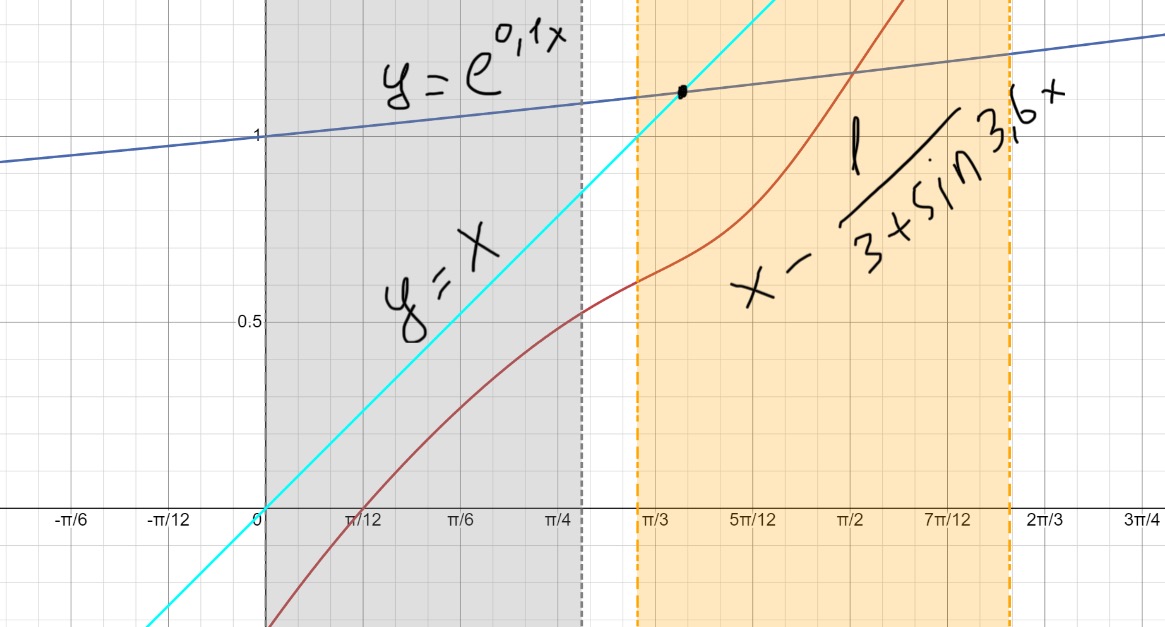 y = e^0,1x
1
y = x
0.5
x - 1/(3+sin 3,6x)
-π/6 -π/12 0 π/12 π/6 π/4 π/3 5π/12 π/2 7π/12 2π/3 3π/4